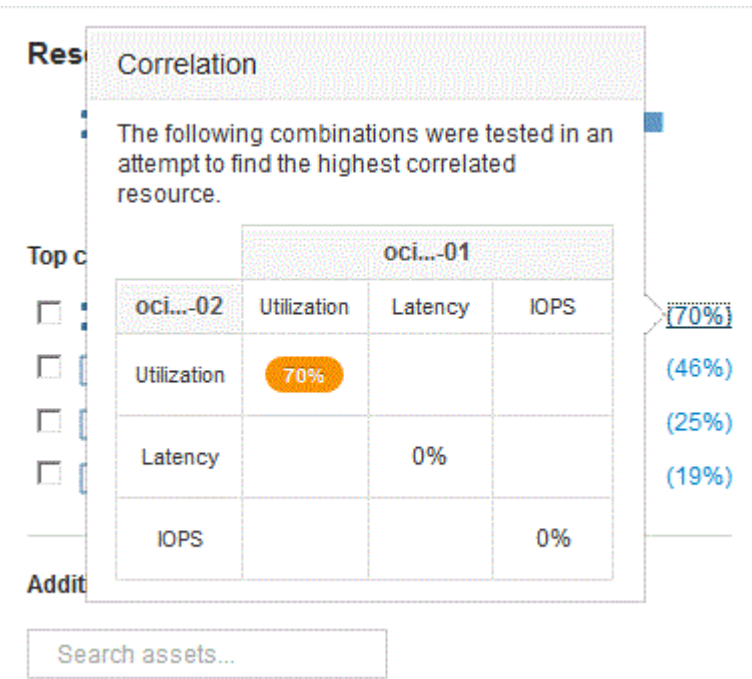 Rese
Correlation
The following combinations were tested in an
attempt to find the highest correlated
resource.
Top c
oci...-01
oci...-02 Utilization Latency IOPS
(70%)
Utilization 70%
(46%)
(25%)
Latency 0%
(19%)
IOPS 0%
Addit
Search assets...